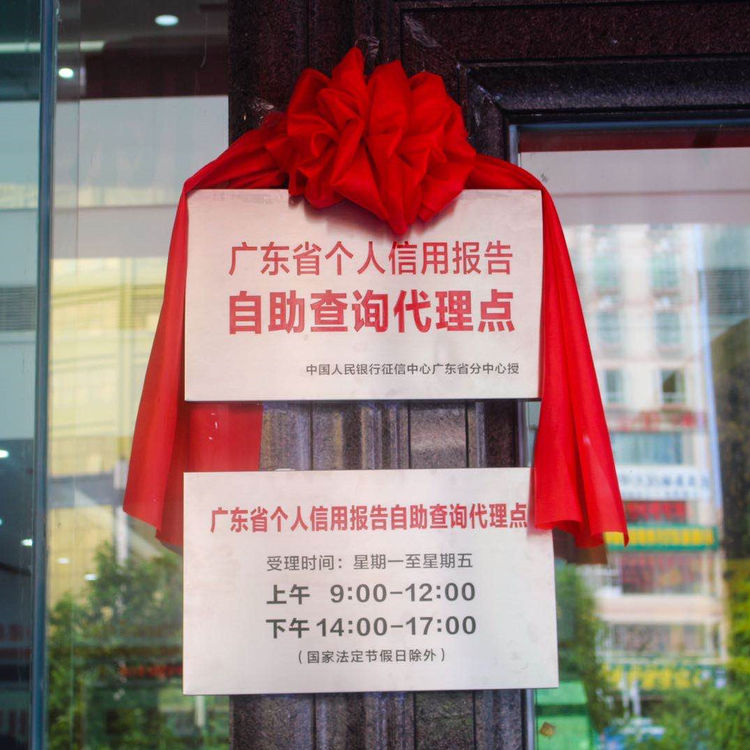 广东省个人信用报告
自助查询代理点
中国人民银行征信中心广东省分中心授
广东省个人信用报告自助查询代理点
受理时间：星期一至星期五
上午 9:00-12:00
下午 14:00-17:00
（国家法定节假日除外）